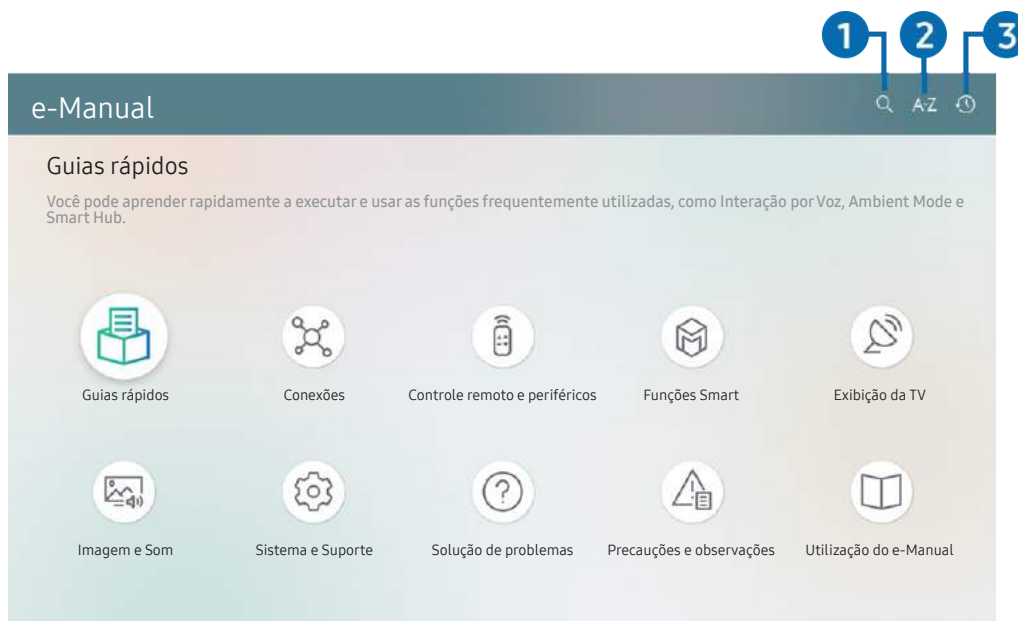 1 2 3
e-Manual A-Z
Guias rápidos
Você pode aprender rapidamente a executar e usar as funções frequentemente utilizadas, como Interação por Voz, Ambient Mode e
Smart Hub.
Guias rápidos Conexões Controle remoto e periféricos Funções Smart Exibição da TV
Imagem e Som Sistema e Suporte Solução de problemas Precauções e observações Utilização do e-Manual